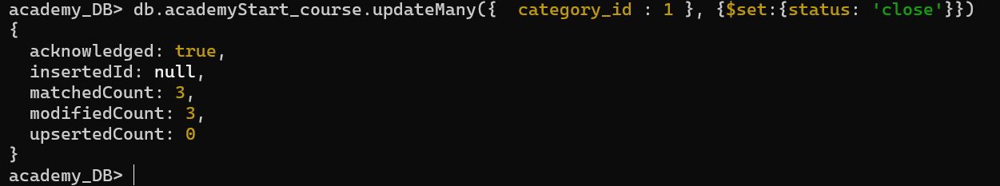 academy_DB> db.academyStart_course.updateMany({  category_id : 1 }, {$set:{status: 'close'}})
{
  acknowledged: true,
  insertedId: null,
  matchedCount: 3,
  modifiedCount: 3,
  upsertedCount: 0
}
academy_DB>